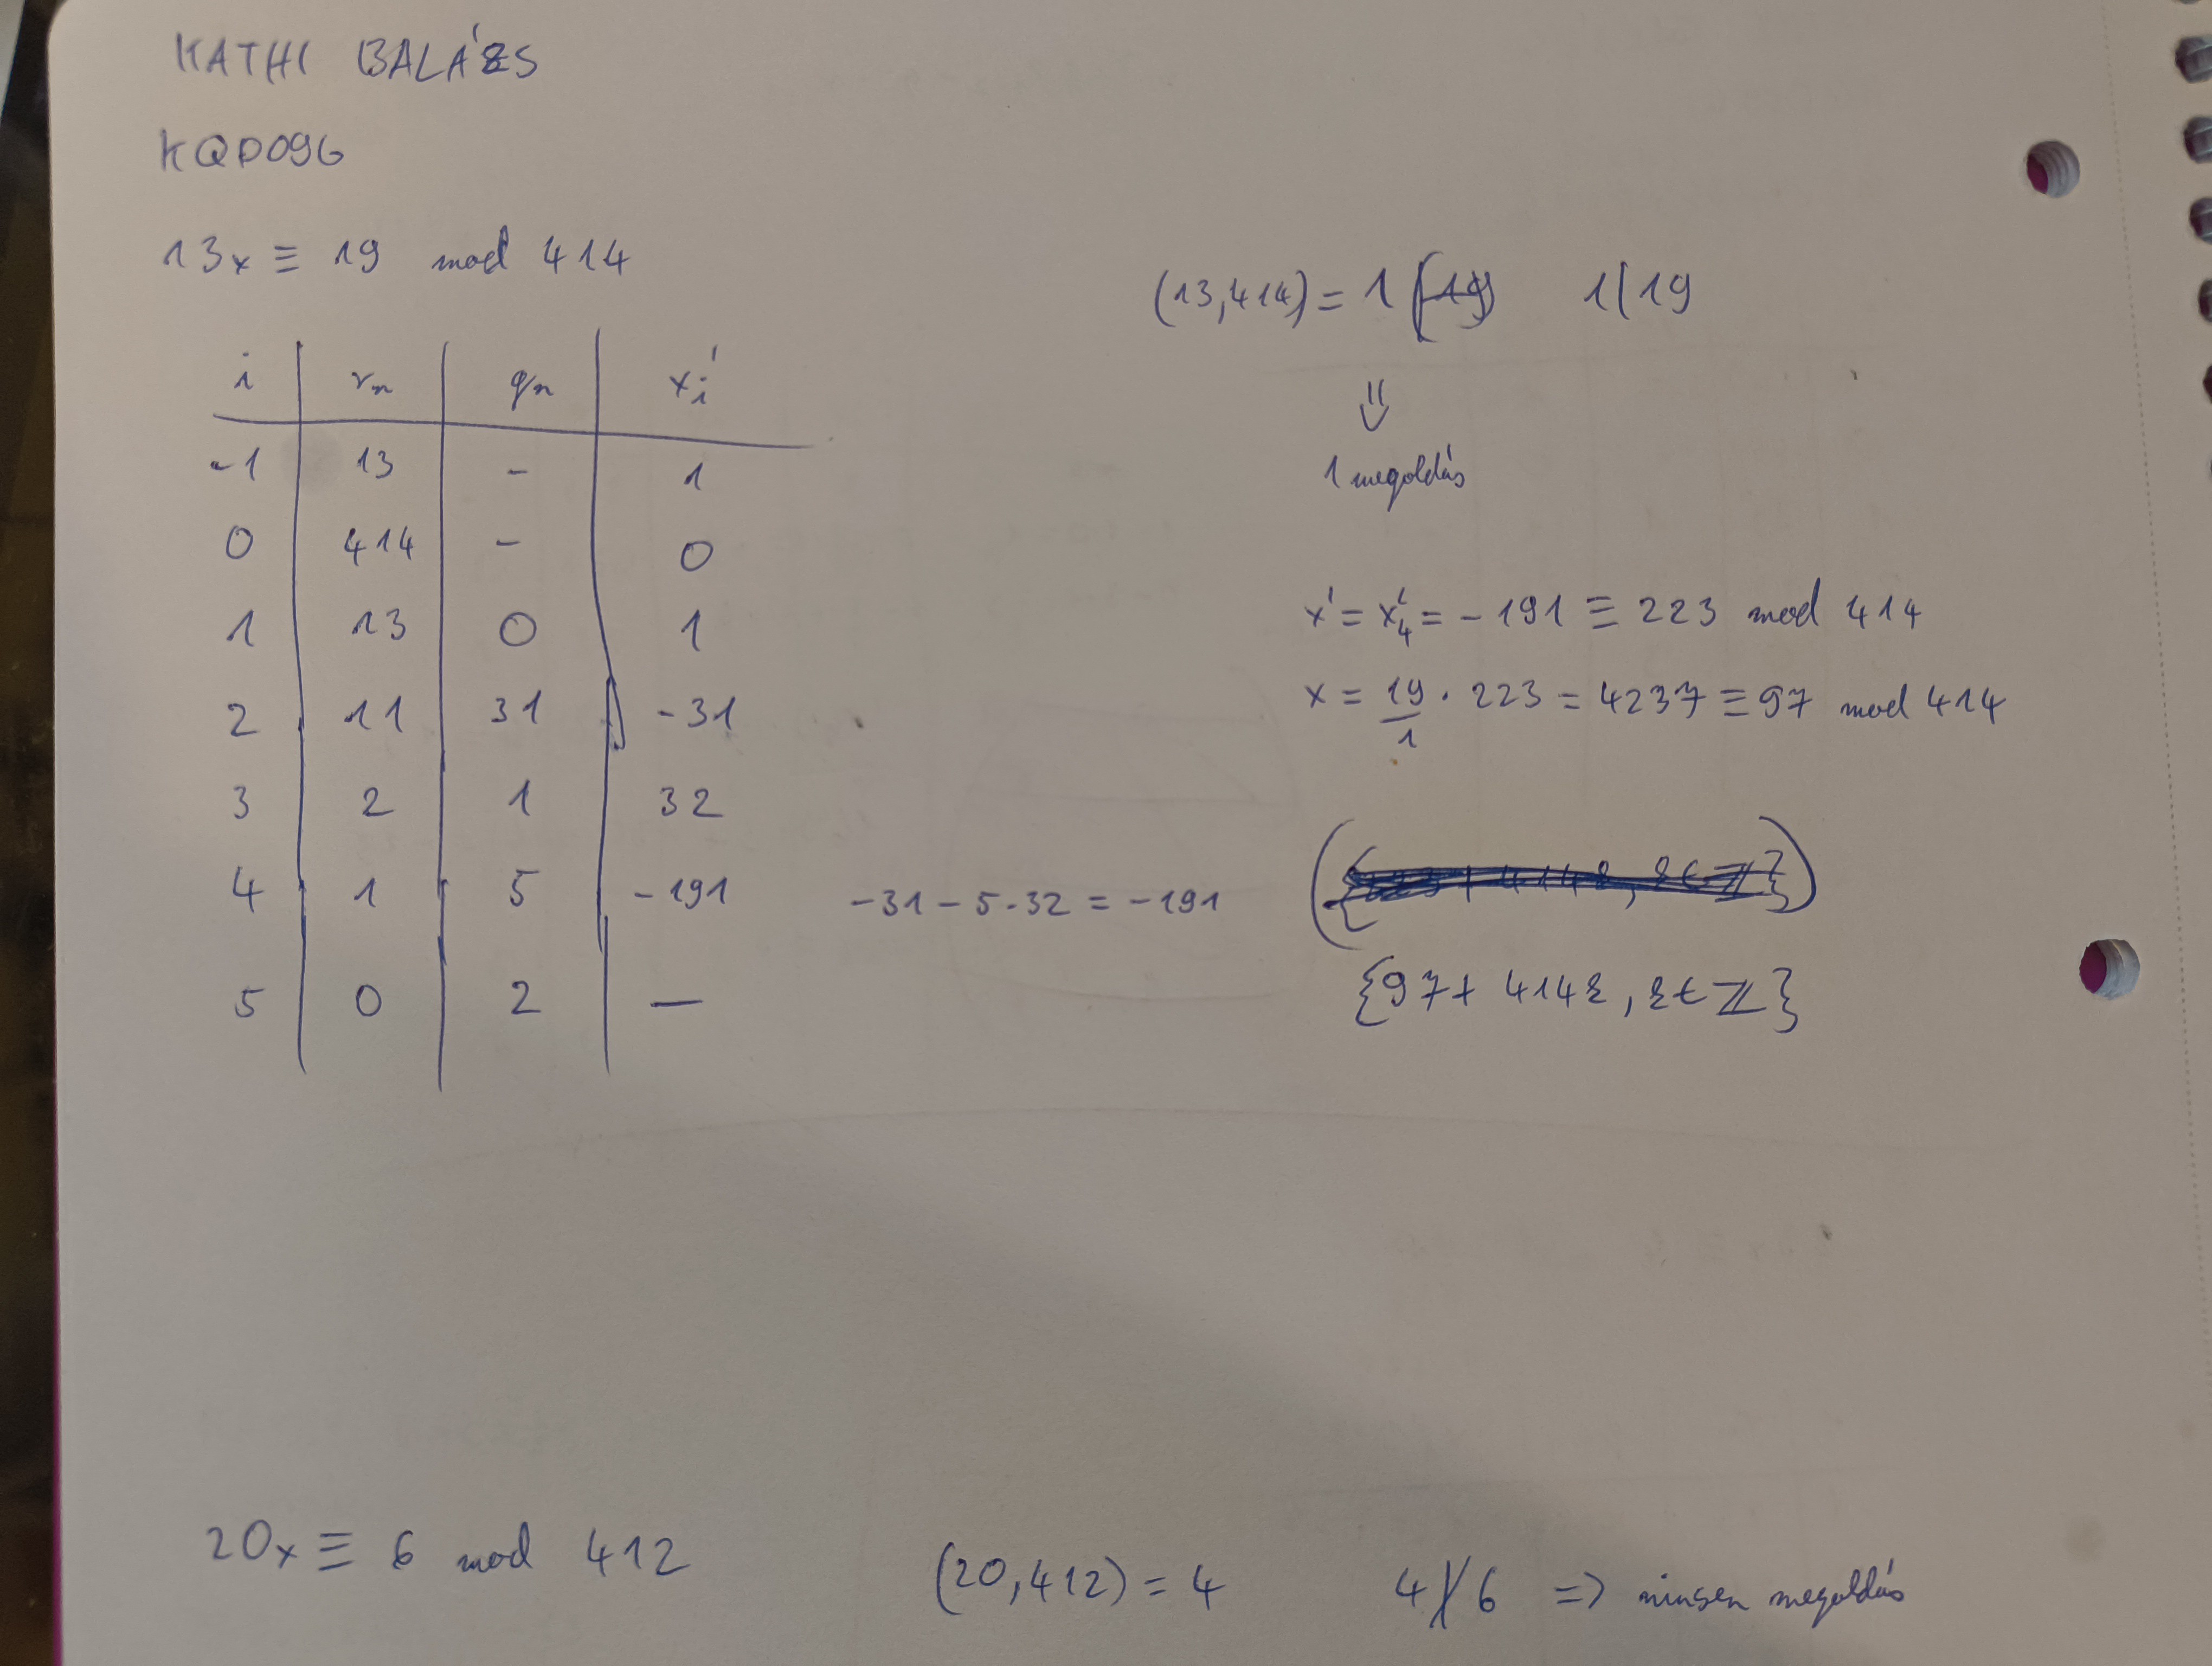 KATHI BALÁZS
KQD096
13x ≡ 19 mod 414
(13,414) = 1 1|19
⇓
1 megoldás
i rₙ qₙ xᵢ'
-1 13 - 1
0 414 - 0
1 13 0 1
2 11 31 -31
3 2 1 32
4 1 5 -191 -31 - 5·32 = -191
5 0 2 —
x' = x₄' = -191 ≡ 223 mod 414
x = 19/1 · 223 = 4237 ≡ 97 mod 414
{97+ 414k, k∈ℤ}
20x ≡ 6 mod 412 (20,412) = 4 4∤6 => nincsen megoldás